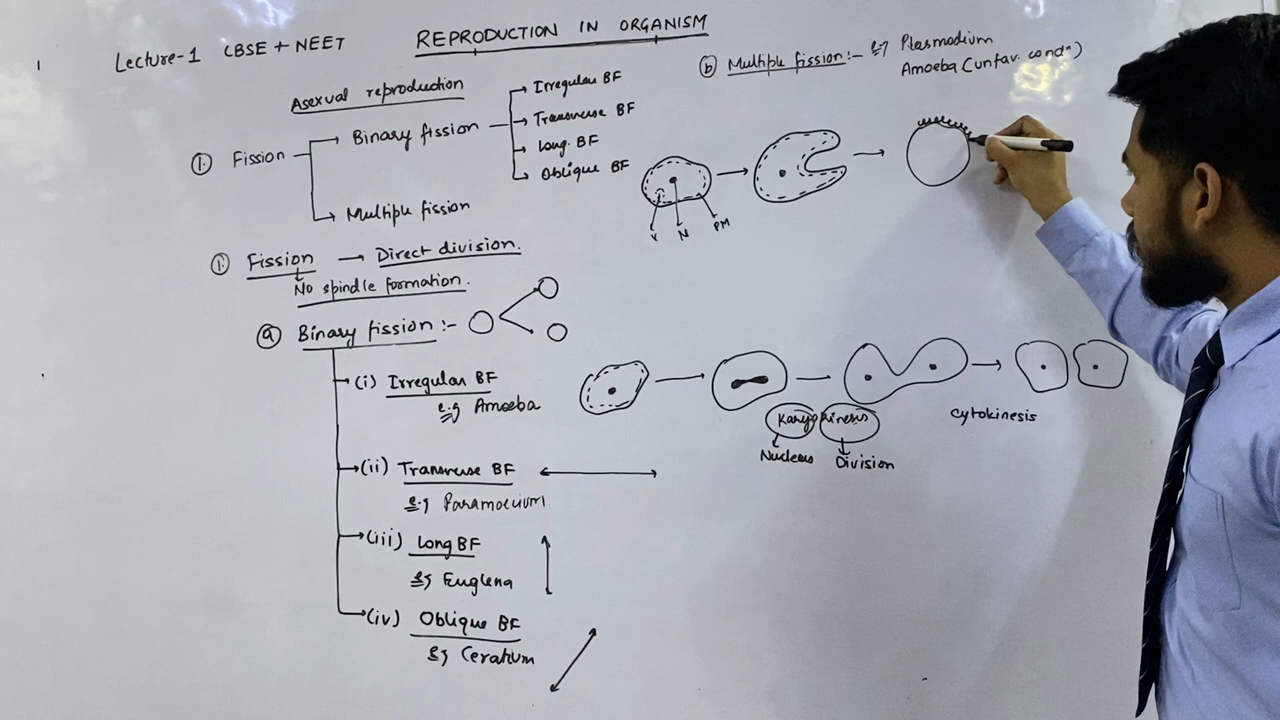 Lecture-1 CBSE + NEET
REPRODUCTION IN ORGANISM
Asexual reproduction
① Fission
Binary fission
Irregular BF
Transverse BF
Long. BF
Oblique BF
Multiple fission
① Fission → Direct division.
No spindle formation.
ⓐ Binary fission :-
(i) Irregular BF
e.g Amoeba
Karyokinesis
Nucleus Division
Cytokinesis
(ii) Transverse BF
e.g Paramoecium
(iii) Long BF
eg Euglena
(iv) Oblique BF
eg Ceratium
ⓑ Multiple fission :- eg Plasmodium
Amoeba (unfav. condⁿ)
V N PM